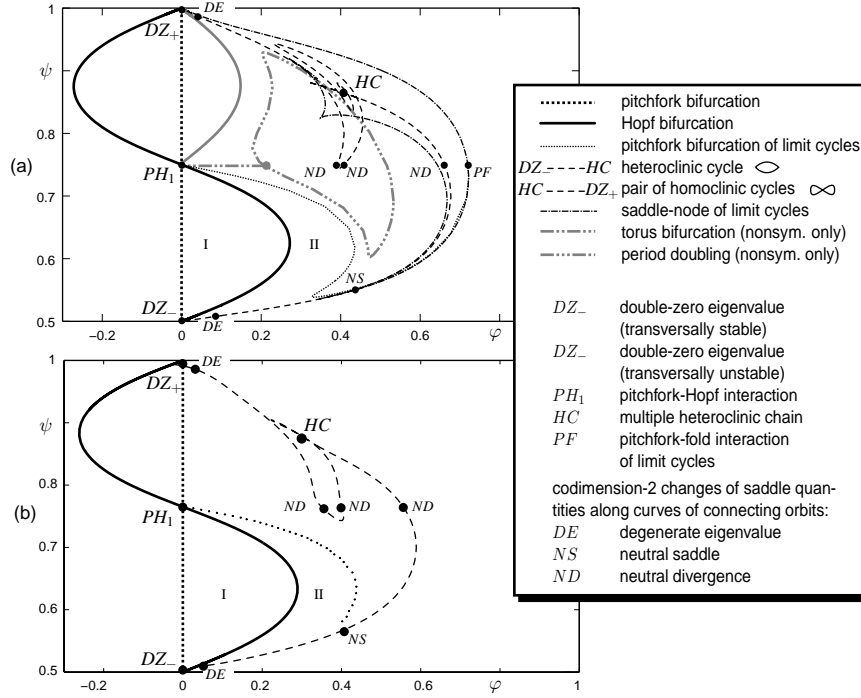 DE
1
DZ+
ψ
0.9
HC
(a)
0.8
PH1
ND
ND
ND
PF
0.7
I
II
0.6
NS
DZ−
DE
0.5
−0.2
0
0.2
0.4
0.6
φ
1
DE
DZ+
ψ
0.9
HC
(b)
0.8
PH1
ND
ND
ND
0.7
I
II
0.6
NS
DZ−
DE
0.5
−0.2
0
0.2
0.4
0.6
φ
1
pitchfork bifurcation
Hopf bifurcation
pitchfork bifurcation of limit cycles
DZ− HC heteroclinic cycle
HC DZ+ pair of homoclinic cycles
saddle-node of limit cycles
torus bifurcation (nonsym. only)
period doubling (nonsym. only)
DZ− double-zero eigenvalue
(transversally stable)
DZ− double-zero eigenvalue
(transversally unstable)
PH1 pitchfork-Hopf interaction
HC multiple heteroclinic chain
PF pitchfork-fold interaction
of limit cycles
codimension-2 changes of saddle quan-
tities along curves of connecting orbits:
DE degenerate eigenvalue
NS neutral saddle
ND neutral divergence